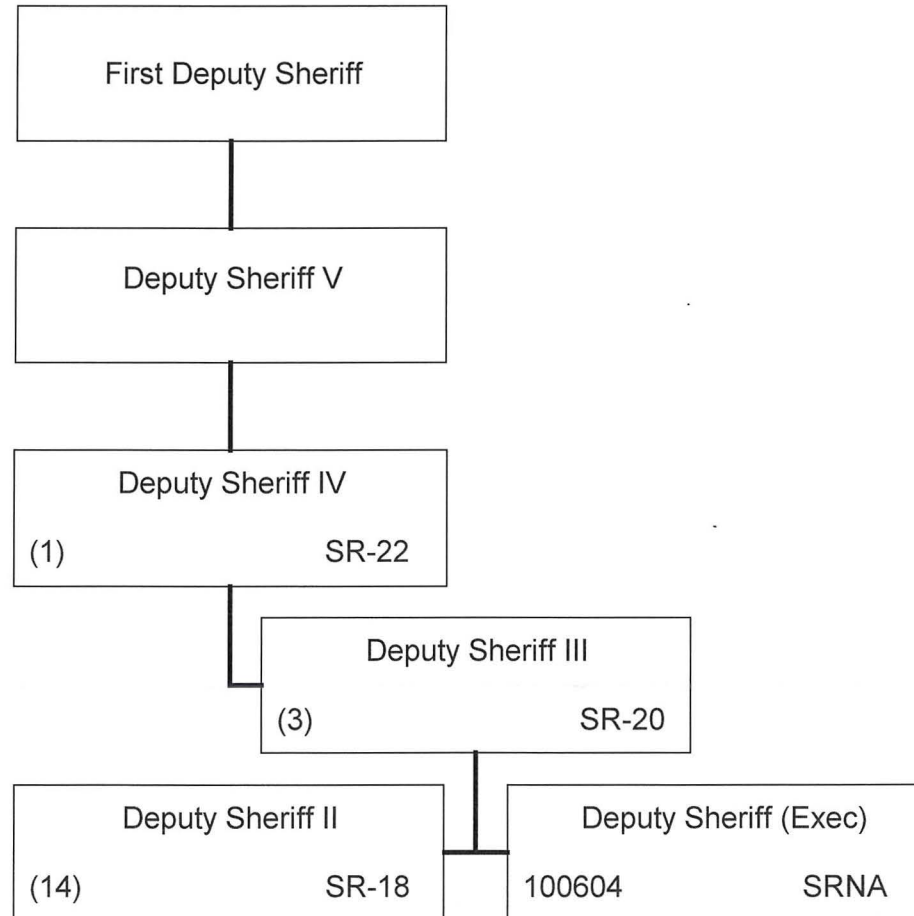 First Deputy Sheriff
Deputy Sheriff V
Deputy Sheriff IV
(1) SR-22
Deputy Sheriff III
(3) SR-20
Deputy Sheriff II
(14) SR-18
Deputy Sheriff (Exec)
100604 SRNA